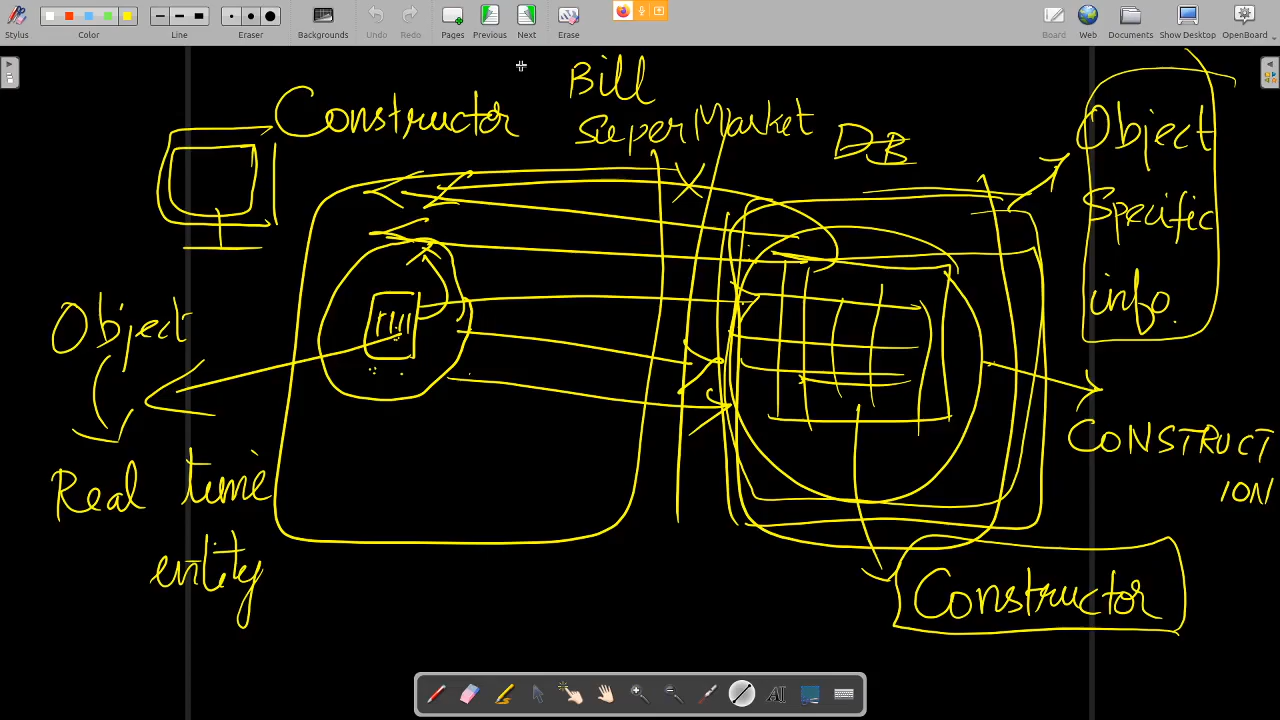 Stylus
Color
Line
Eraser
Backgrounds
Undo
Redo
Pages
Previous
Next
Erase
Board
Web
Documents
Show Desktop
OpenBoard
Constructor
Bill
SuperMarket
DB
Object
Specific
info.
Object
Real time
entity
CONSTRUCT
ION
Constructor
AI